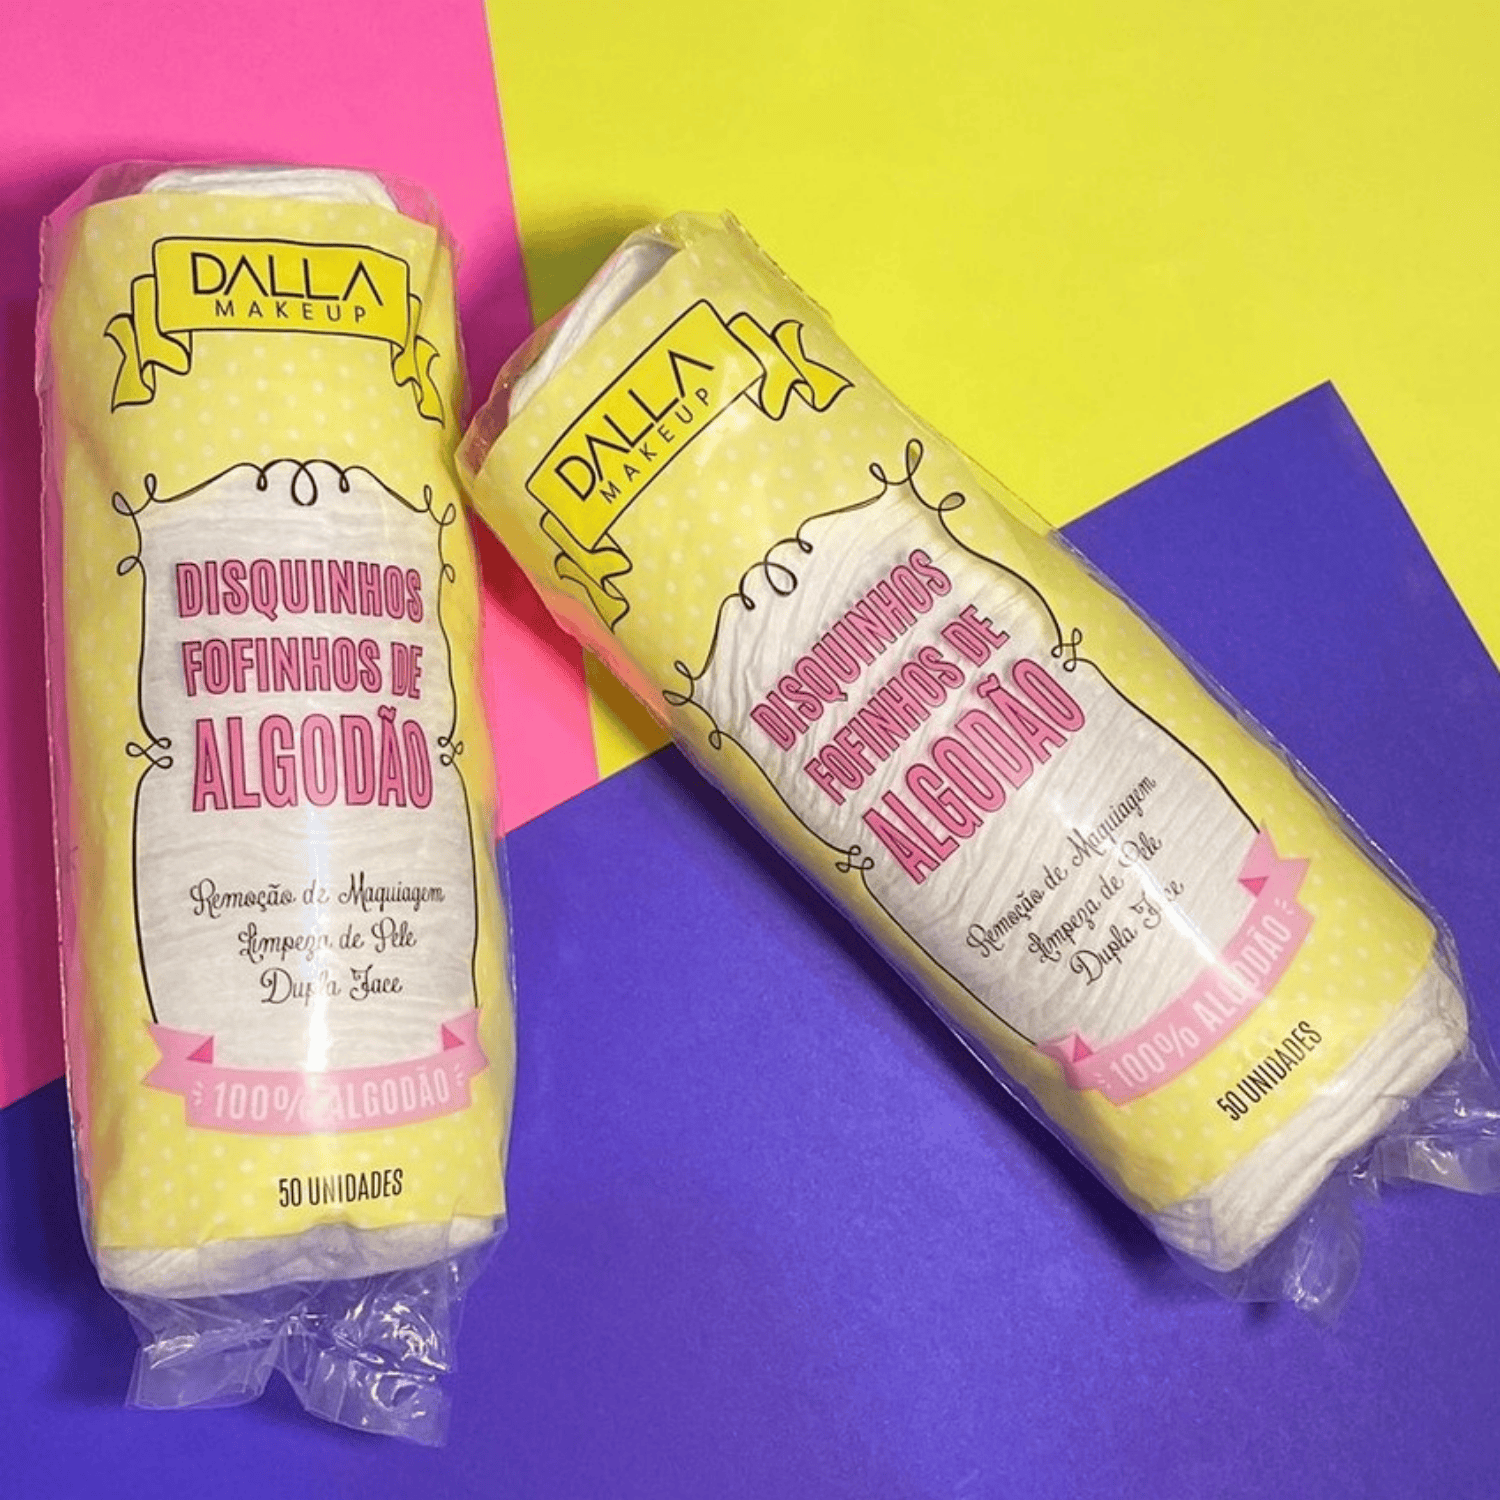 DALLA
MAKEUP
DISQUINHOS
FOFINHOS DE
ALGODÃO
Remoção de Maquiagem
Limpeza de Pele
Dupla Face
100% ALGODÃO
50 UNIDADES
DALLA
MAKEUP
DISQUINHOS
FOFINHOS DE
ALGODÃO
Remoção de Maquiagem
Limpeza de Pele
Dupla Face
100% ALGODÃO
50 UNIDADES